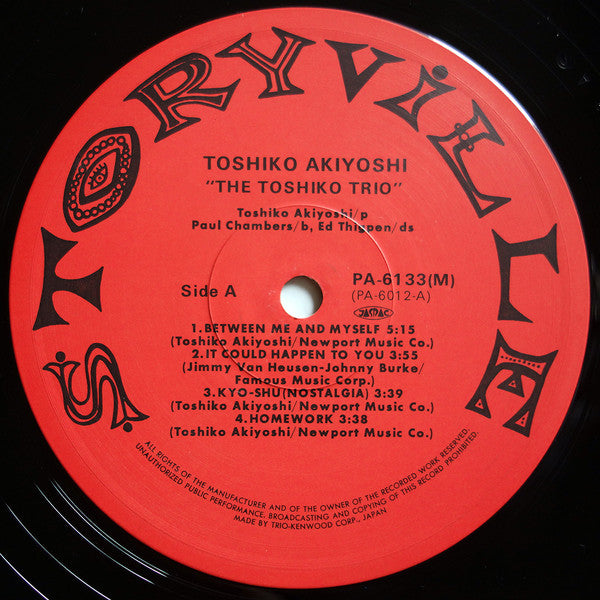 STORYVILLE
TOSHIKO AKIYOSHI
"THE TOSHIKO TRIO"
Toshiko Akiyoshi/p
Paul Chambers/b, Ed Thigpen/ds
Side A
PA-6133(M)
(PA-6012-A)
JASRAC
1.BETWEEN ME AND MYSELF 5:15
(Toshiko Akiyoshi/Newport Music Co.)
2.IT COULD HAPPEN TO YOU 3:55
(Jimmy Van Heusen-Johnny Burke/
Famous Music Corp.)
3.KYO-SHU(NOSTALGIA) 3:39
(Toshiko Akiyoshi/Newport Music Co.)
4.HOMEWORK 3:38
(Toshiko Akiyoshi/Newport Music Co.)
ALL RIGHTS OF THE MANUFACTURER AND OF THE OWNER OF THE RECORDED WORK RESERVED.
UNAUTHORIZED PUBLIC PERFORMANCE, BROADCASTING AND COPYING OF THIS RECORD PROHIBITED.
MADE BY TRIO-KENWOOD CORP., JAPAN